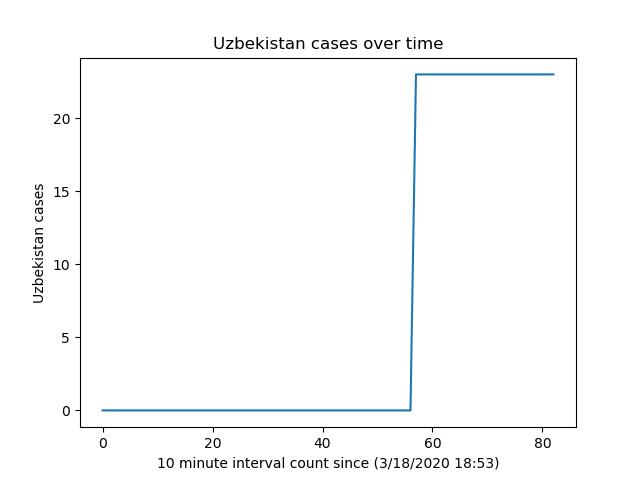 Uzbekistan cases over time
Uzbekistan cases
20
15
10
5
0
0 20 40 60 80
10 minute interval count since (3/18/2020 18:53)